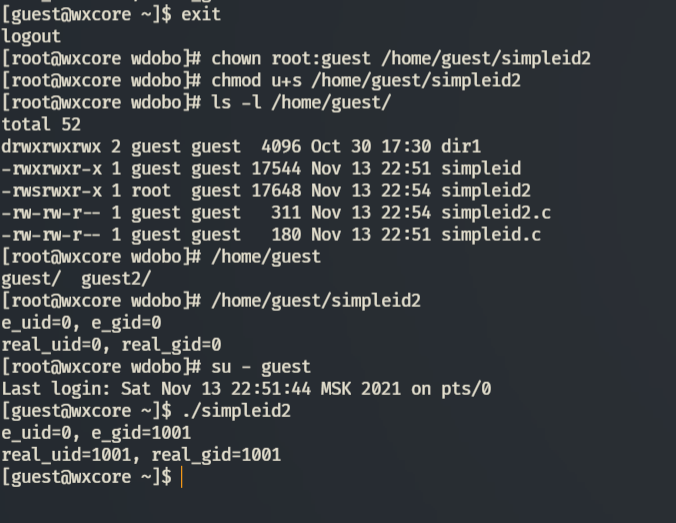 [guest@wxcore ~]$ exit
logout
[root@wxcore wdobo]# chown root:guest /home/guest/simpleid2
[root@wxcore wdobo]# chmod u+s /home/guest/simpleid2
[root@wxcore wdobo]# ls -l /home/guest/
total 52
drwxrwxrwx 2 guest guest  4096 Oct 30 17:30 dir1
-rwxrwxr-x 1 guest guest 17544 Nov 13 22:51 simpleid
-rwsrwxr-x 1 root  guest 17648 Nov 13 22:54 simpleid2
-rw-rw-r-- 1 guest guest   311 Nov 13 22:54 simpleid2.c
-rw-rw-r-- 1 guest guest   180 Nov 13 22:51 simpleid.c
[root@wxcore wdobo]# /home/guest
guest/  guest2/
[root@wxcore wdobo]# /home/guest/simpleid2
e_uid=0, e_gid=0
real_uid=0, real_gid=0
[root@wxcore wdobo]# su - guest
Last login: Sat Nov 13 22:51:44 MSK 2021 on pts/0
[guest@wxcore ~]$ ./simpleid2
e_uid=0, e_gid=1001
real_uid=1001, real_gid=1001
[guest@wxcore ~]$